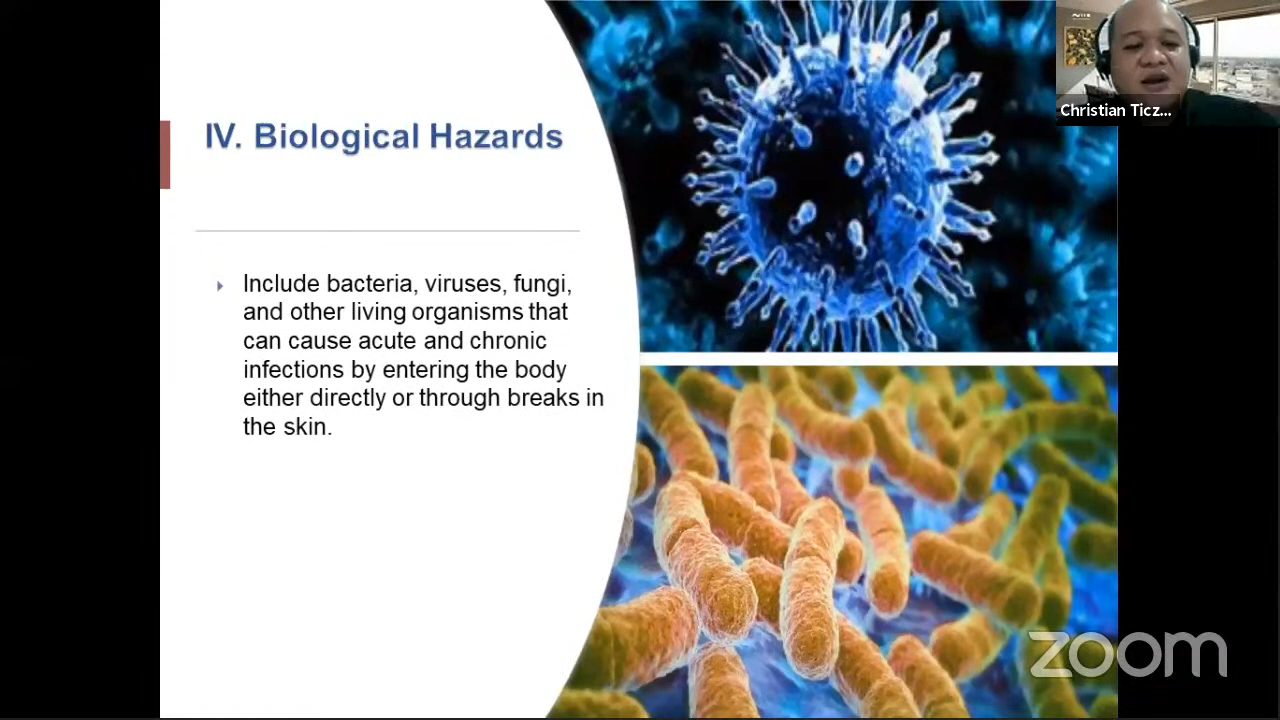 Christian Ticz...
IV. Biological Hazards
Include bacteria, viruses, fungi,
and other living organisms that
can cause acute and chronic
infections by entering the body
either directly or through breaks in
the skin.
zoom